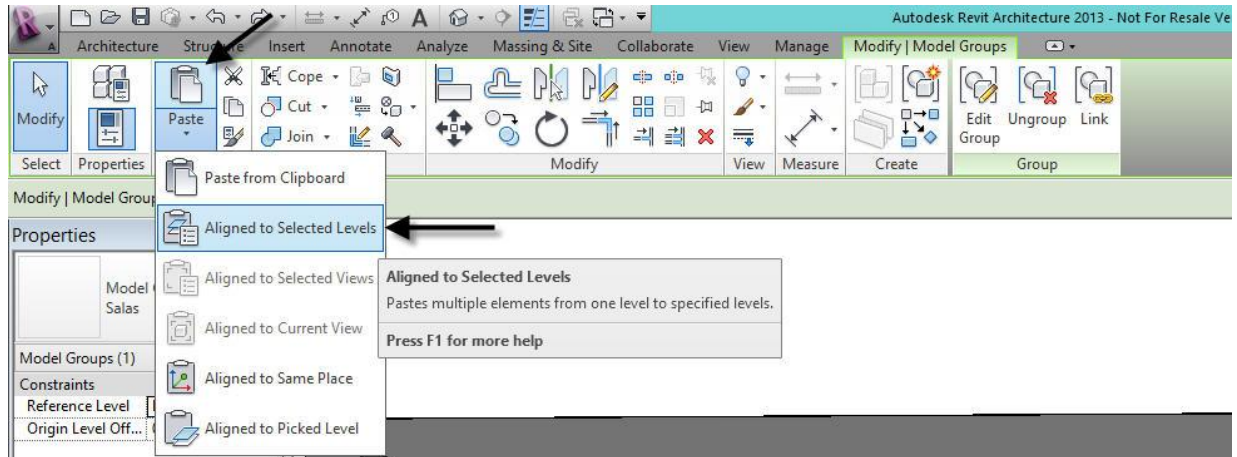 Autodesk Revit Architecture 2013 - Not For Resale Ve
Architecture Structure Insert Annotate Analyze Massing & Site Collaborate View Manage Modify | Model Groups
Modify Paste Cope Cut Join Edit Group Ungroup Link
Select Properties Modify View Measure Create Group
Modify | Model Group
Properties
Model
Salas
Model Groups (1)
Constraints
Reference Level
Origin Level Off...
Paste from Clipboard
Aligned to Selected Levels
Aligned to Selected Views
Aligned to Current View
Aligned to Same Place
Aligned to Picked Level
Aligned to Selected Levels
Pastes multiple elements from one level to specified levels.
Press F1 for more help